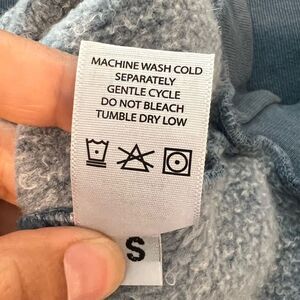 MACHINE WASH COLD
SEPARATELY
GENTLE CYCLE
DO NOT BLEACH
TUMBLE DRY LOW
S